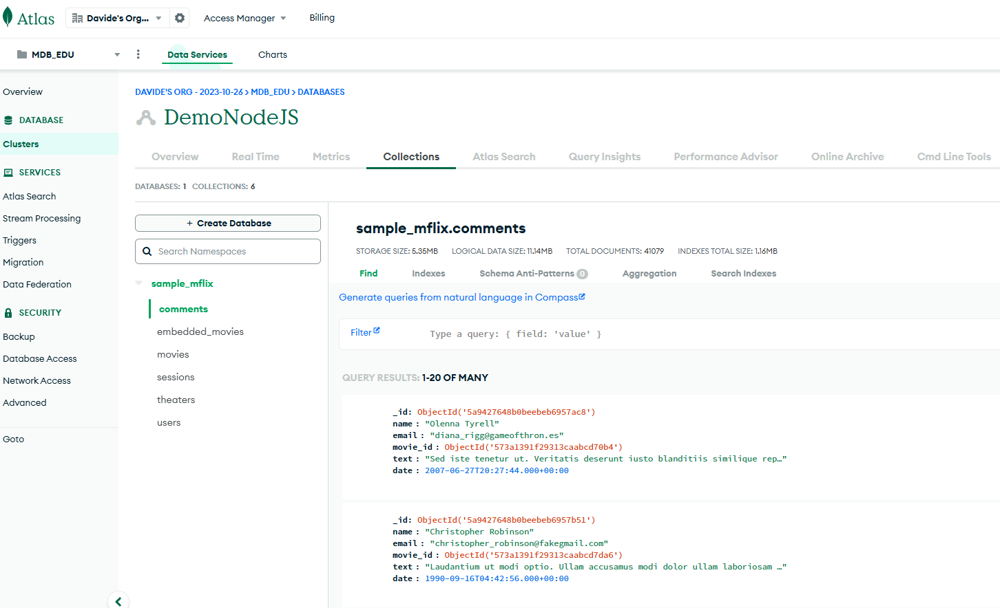 Atlas
Davide's Org...
Access Manager
Billing
MDB_EDU
Data Services
Charts
Overview
DATABASE
Clusters
SERVICES
Atlas Search
Stream Processing
Triggers
Migration
Data Federation
SECURITY
Backup
Database Access
Network Access
Advanced
Goto
DAVIDE'S ORG - 2023-10-26 > MDB_EDU > DATABASES
DemoNodeJS
Overview Real Time Metrics Collections Atlas Search Query Insights Performance Advisor Online Archive Cmd Line Tools
DATABASES: 1 COLLECTIONS: 6
+ Create Database
Search Namespaces
sample_mflix
comments
embedded_movies
movies
sessions
theaters
users
sample_mflix.comments
STORAGE SIZE: 5.35MB LOGICAL DATA SIZE: 11.14MB TOTAL DOCUMENTS: 41079 INDEXES TOTAL SIZE: 1.16MB
Find Indexes Schema Anti-Patterns 0 Aggregation Search Indexes
Generate queries from natural language in Compass
Filter Type a query: { field: 'value' }
QUERY RESULTS: 1-20 OF MANY
_id: ObjectId('5a9427648b0beebeb6957ac8')
name : "Olenna Tyrell"
email : "diana_rigg@gameofthron.es"
movie_id : ObjectId('573a1391f29313caabcd70b4')
text : "Sed iste tenetur ut. Veritatis deserunt iusto blanditiis similique rep…"
date : 2007-06-27T20:27:44.000+00:00
_id: ObjectId('5a9427648b0beebeb6957b51')
name : "Christopher Robinson"
email : "christopher_robinson@fakegmail.com"
movie_id : ObjectId('573a1391f29313caabcd7da6')
text : "Laudantium ut modi optio. Ullam accusamus modi dolor ullam laboriosam …"
date : 1990-09-16T04:42:56.000+00:00